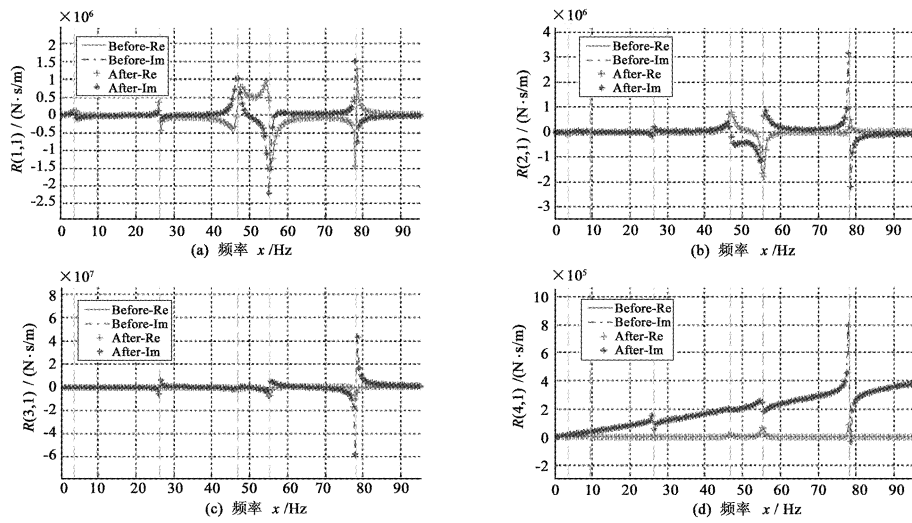 ×10⁶
2
1.5
1
0.5
0
-0.5
-1
-1.5
-2
-2.5
R(1,1) / (N·s/m)
Before-Re
Before-Im
After-Re
After-Im
0 10 20 30 40 50 60 70 80 90
(a) 频率 x /Hz
×10⁶
4
3
2
1
0
-1
-2
-3
R(2,1) / (N·s/m)
Before-Re
Before-Im
After-Re
After-Im
0 10 20 30 40 50 60 70 80 90
(b) 频率 x /Hz
×10⁷
8
6
4
2
0
-2
-4
-6
R(3,1) / (N·s/m)
Before-Re
Before-Im
After-Re
After-Im
0 10 20 30 40 50 60 70 80 90
(c) 频率 x /Hz
×10⁵
10
8
6
4
2
0
-2
R(4,1) /(N·s/m)
Before-Re
Before-Im
After-Re
After-Im
0 10 20 30 40 50 60 70 80 90
(d) 频率 x /Hz